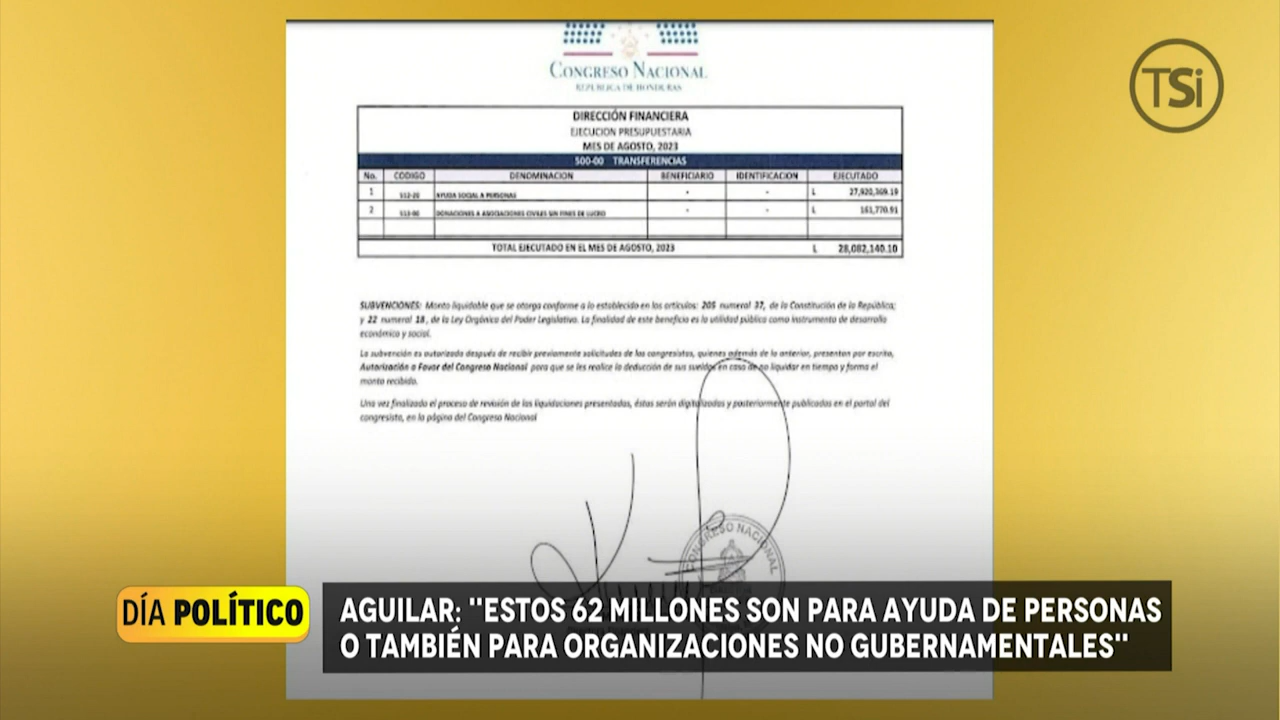 CONGRESO NACIONAL
REPÚBLICA DE HONDURAS
TSi
DIRECCIÓN FINANCIERA
EJECUCION PRESUPUESTARIA
MES DE AGOSTO, 2023
500-00 TRANSFERENCIAS
No. CODIGO DENOMINACION BENEFICIARIO IDENTIFICACION EJECUTADO
1 512-20 AYUDA SOCIAL A PERSONAS - - L 27,920,369.19
2 513-00 DONACIONES A ASOCIACIONES CIVILES SIN FINES DE LUCRO - - L 161,770.91
TOTAL EJECUTADO EN EL MES DE AGOSTO, 2023 L 28,082,140.10
SUBVENCIONES: Monto liquidable que se otorga conforme a lo establecido en los artículos: 205 numeral 37, de la Constitución de la República;
y 22 numeral 18, de la Ley Orgánica del Poder Legislativo. La finalidad de este beneficio es la utilidad pública como instrumento de desarrollo
económico y social.
La subvención es autorizada después de recibir previamente solicitudes de los congresistas, quienes además de lo anterior, presentan por escrito,
Autorización a Favor del Congreso Nacional para que se les realice la deducción de sus sueldos en caso de no liquidar en tiempo y forma el
monto recibido.
Una vez finalizado el proceso de revisión de las liquidaciones presentadas, éstas serán digitalizadas y posteriormente publicadas en el portal del
congresista, en la página del Congreso Nacional
CONGRESO NACIONAL
DÍA POLÍTICO
AGUILAR: "ESTOS 62 MILLONES SON PARA AYUDA DE PERSONAS
O TAMBIÉN PARA ORGANIZACIONES NO GUBERNAMENTALES"